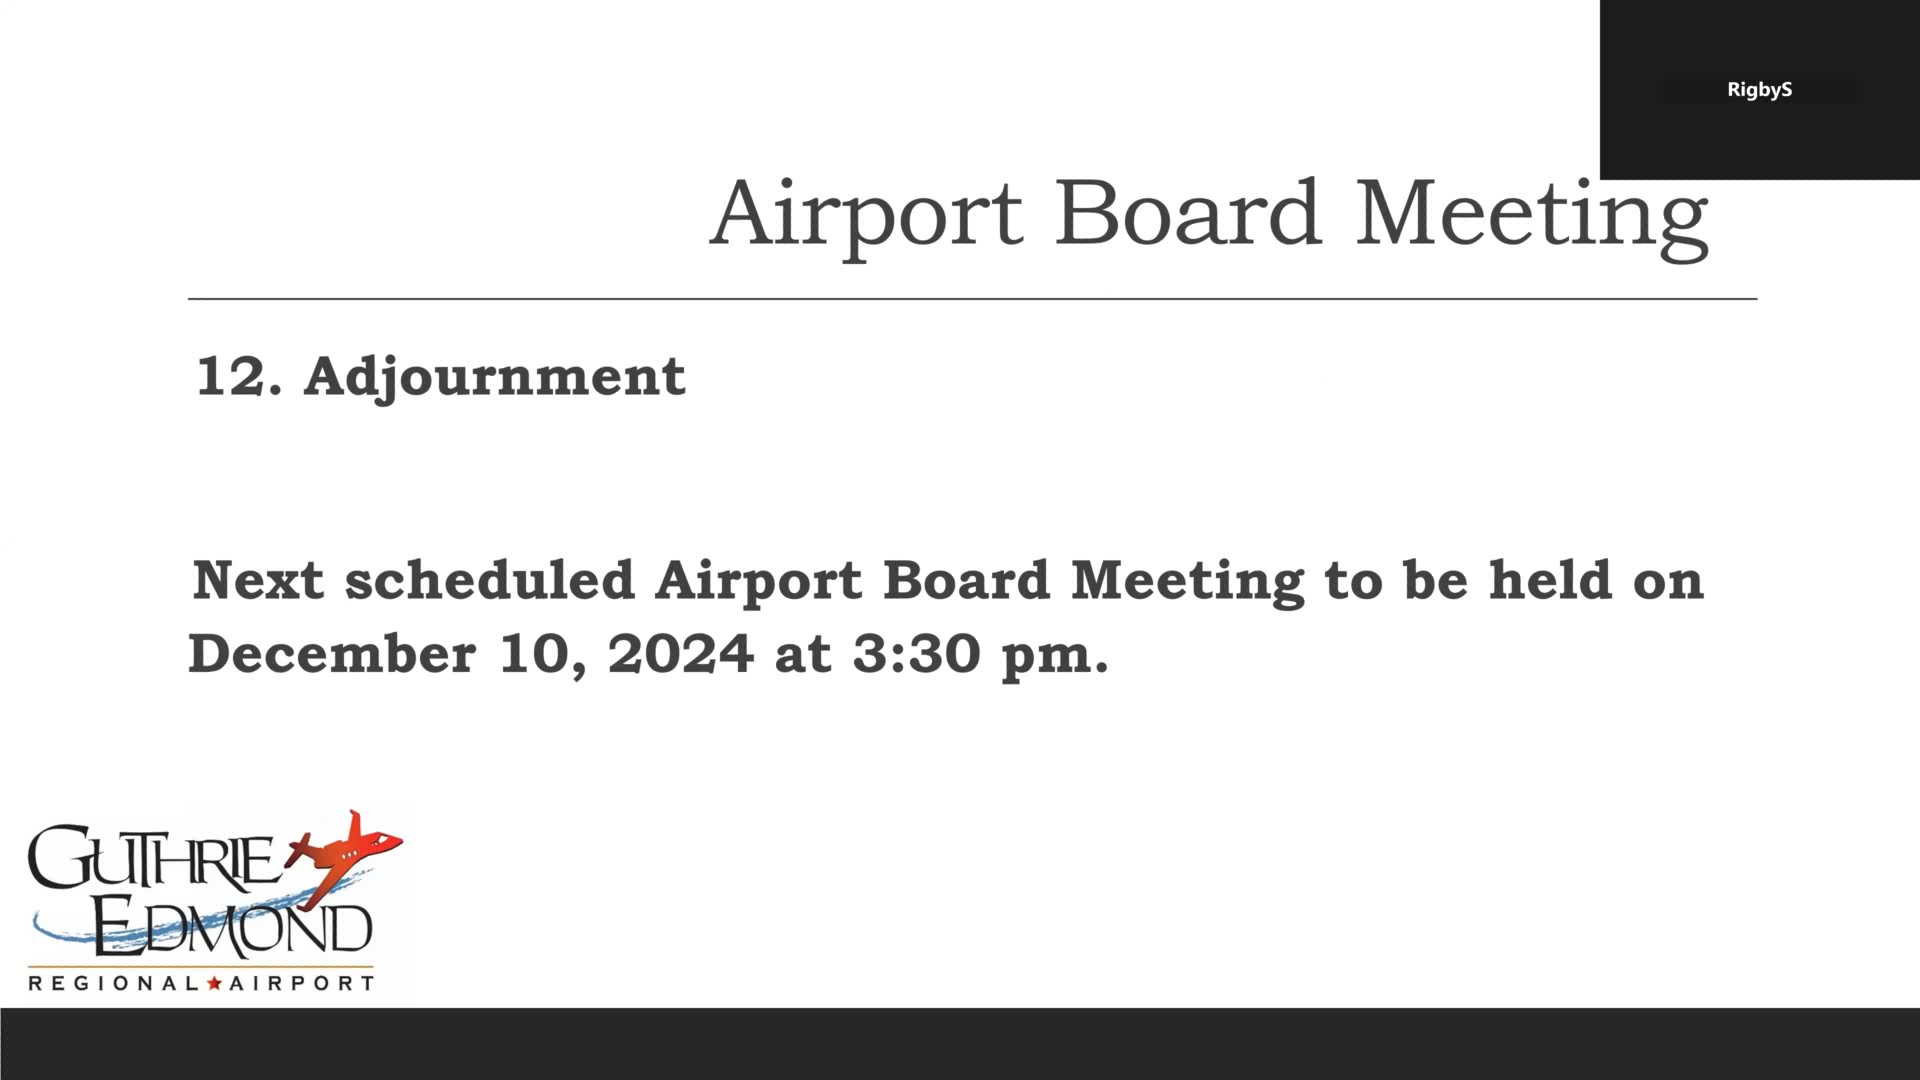 RigbyS
Airport Board Meeting
12. Adjournment
Next scheduled Airport Board Meeting to be held on
December 10, 2024 at 3:30 pm.
GUTHRIE
EDMOND
REGIONAL★AIRPORT